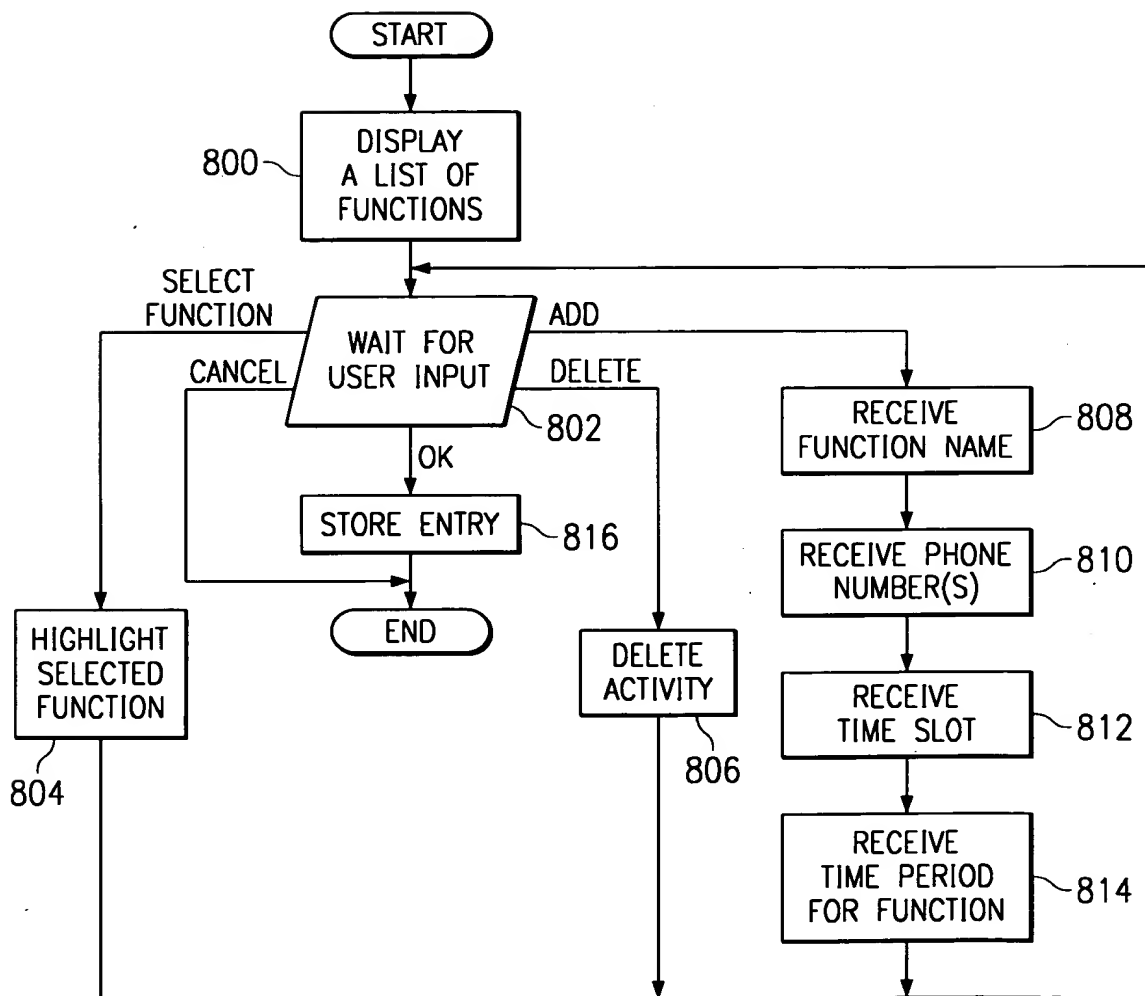 START
DISPLAY
A LIST OF
FUNCTIONS
800
SELECT
FUNCTION
CANCEL
WAIT FOR
USER INPUT
802
ADD
DELETE
OK
STORE ENTRY
816
END
HIGHLIGHT
SELECTED
FUNCTION
804
DELETE
ACTIVITY
806
RECEIVE
FUNCTION NAME
808
RECEIVE PHONE
NUMBER(S)
810
RECEIVE
TIME SLOT
812
RECEIVE
TIME PERIOD
FOR FUNCTION
814